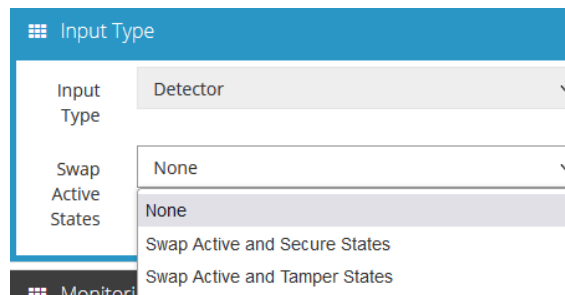 Input Type
Input Detector
Type
Swap None
Active
States
None
Swap Active and Secure States
Swap Active and Tamper States